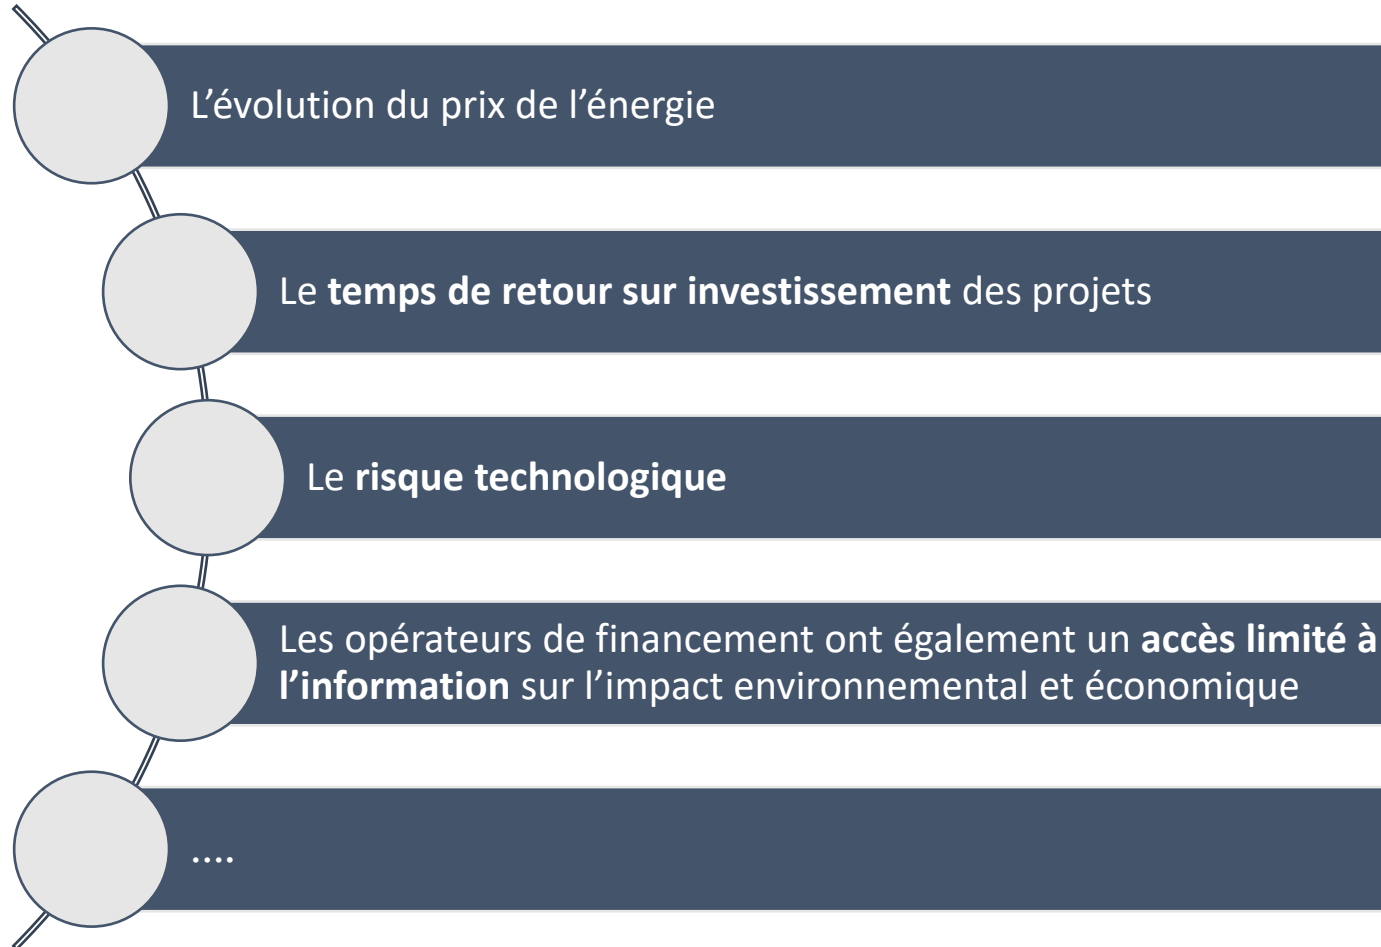 L’évolution du prix de l’énergie
Le temps de retour sur investissement des projets
Le risque technologique
Les opérateurs de financement ont également un accès limité à
l’information sur l’impact environnemental et économique
....